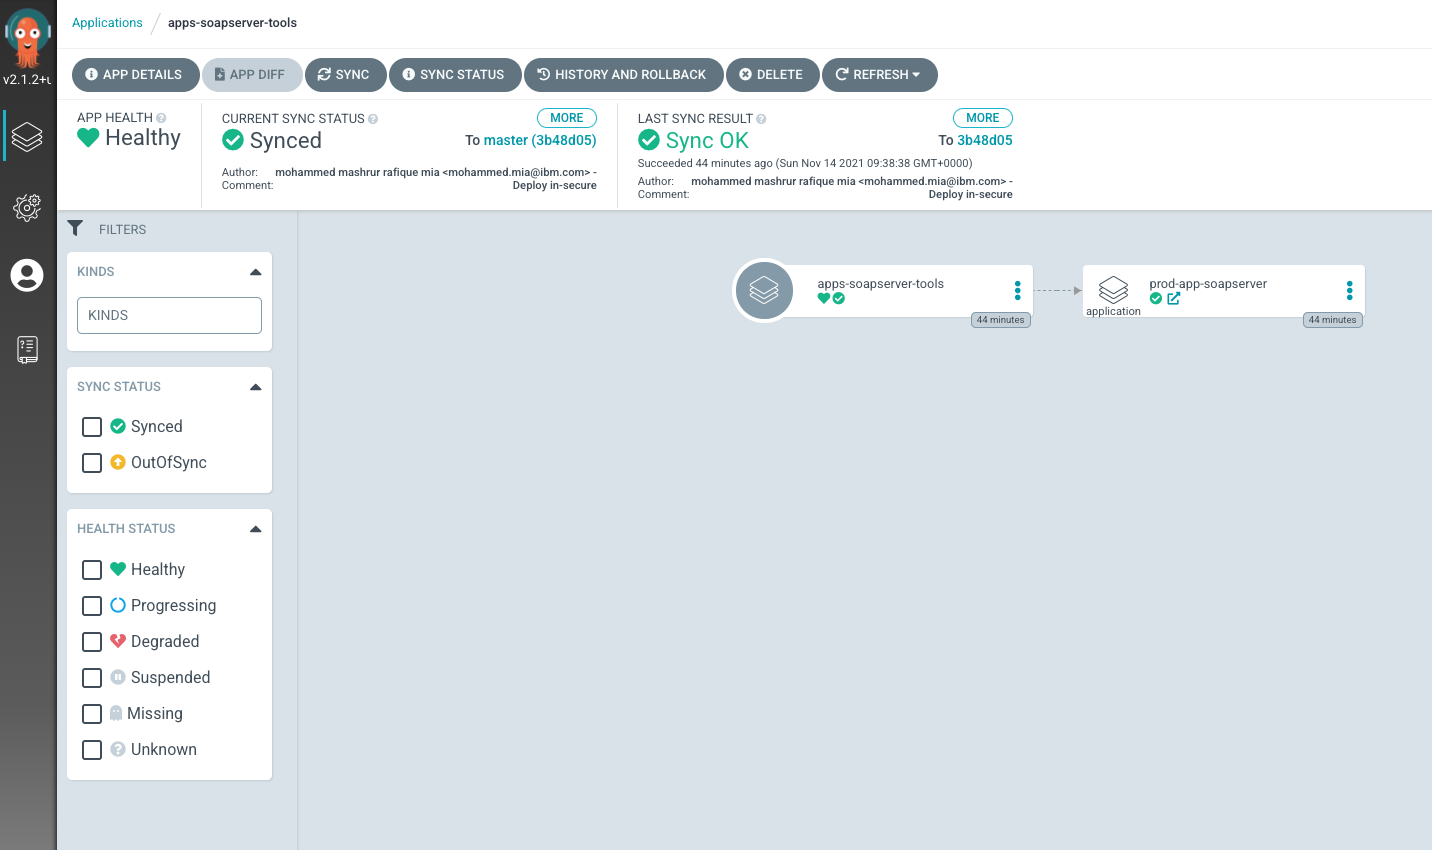 v2.1.2+u
Applications / apps-soapserver-tools
APP DETAILS APP DIFF SYNC SYNC STATUS HISTORY AND ROLLBACK DELETE REFRESH
APP HEALTH
Healthy
CURRENT SYNC STATUS MORE
Synced To master (3b48d05)
Author: mohammed mashrur rafique mia <mohammed.mia@ibm.com> -
Comment: Deploy in-secure
LAST SYNC RESULT MORE
Sync OK To 3b48d05
Succeeded 44 minutes ago (Sun Nov 14 2021 09:38:38 GMT+0000)
Author: mohammed mashrur rafique mia <mohammed.mia@ibm.com> -
Comment: Deploy in-secure
FILTERS
KINDS
KINDS
SYNC STATUS
Synced
OutOfSync
HEALTH STATUS
Healthy
Progressing
Degraded
Suspended
Missing
Unknown
apps-soapserver-tools
44 minutes
prod-app-soapserver
application
44 minutes